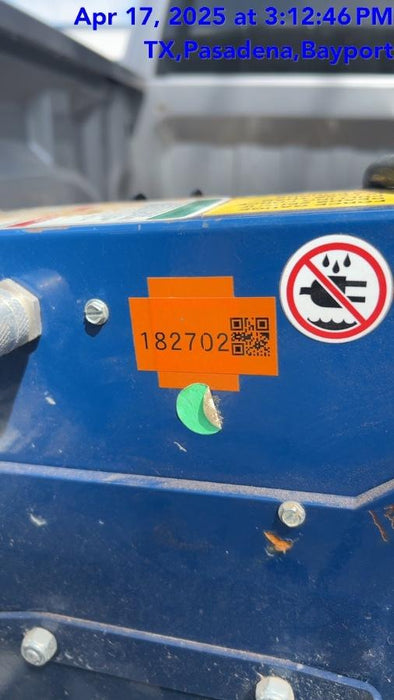 Apr 17, 2025 at 3:12:46 PM
TX,Pasadena,Bayport
182702